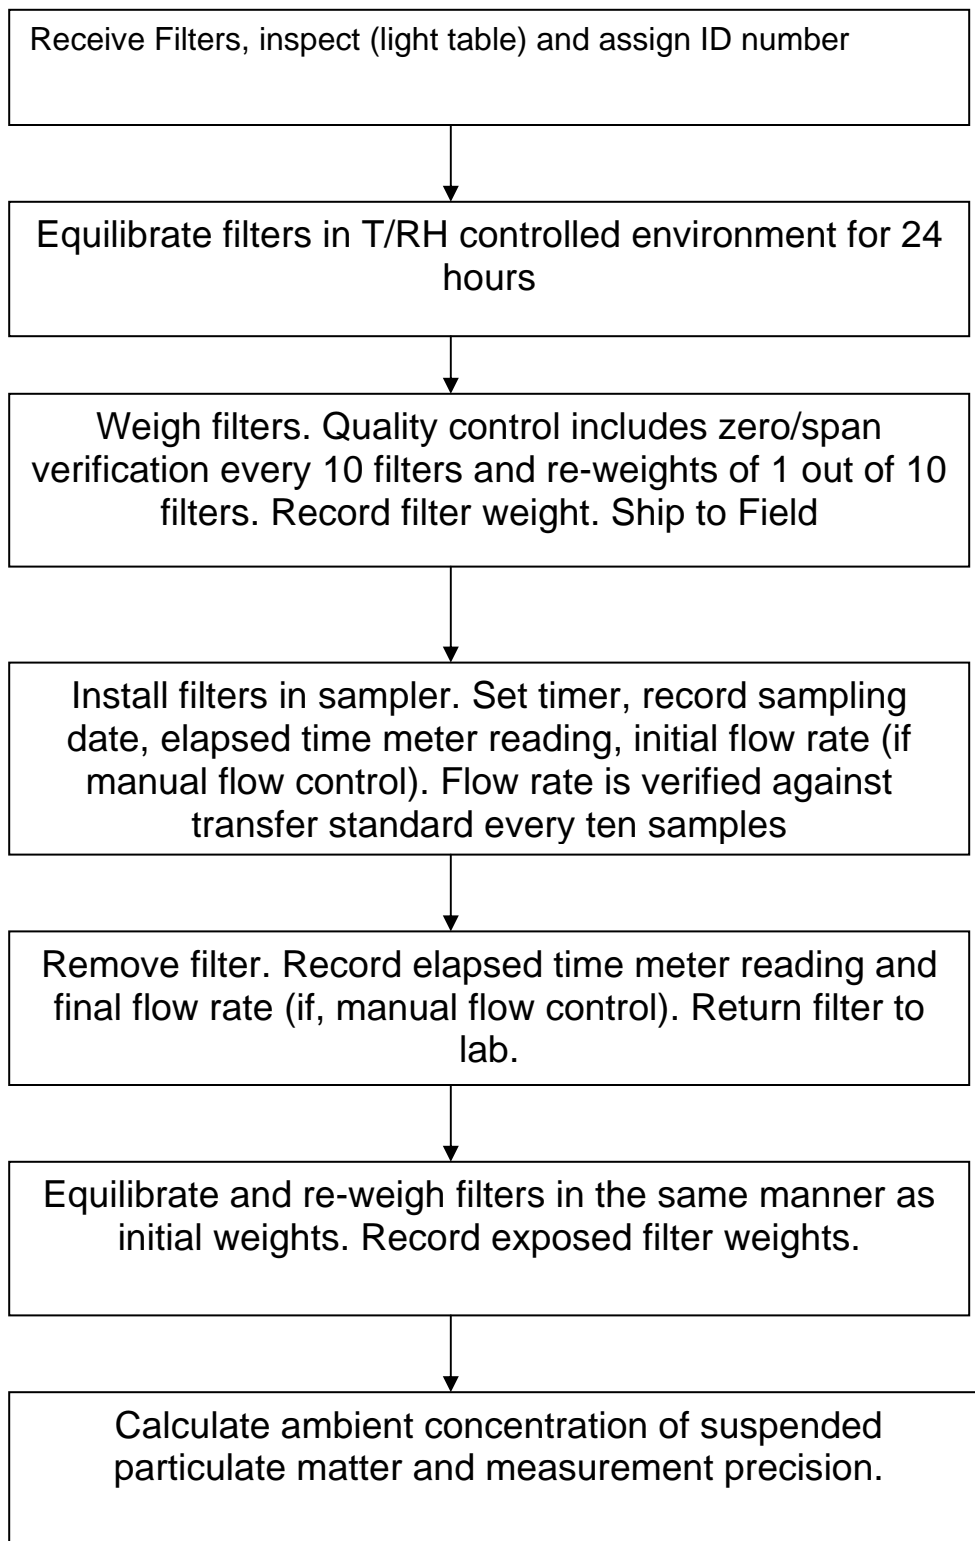 Receive Filters, inspect (light table) and assign ID number
Equilibrate filters in T/RH controlled environment for 24
hours
Weigh filters. Quality control includes zero/span
verification every 10 filters and re-weights of 1 out of 10
filters. Record filter weight. Ship to Field
Install filters in sampler. Set timer, record sampling
date, elapsed time meter reading, initial flow rate (if
manual flow control). Flow rate is verified against
transfer standard every ten samples
Remove filter. Record elapsed time meter reading and
final flow rate (if, manual flow control). Return filter to
lab.
Equilibrate and re-weigh filters in the same manner as
initial weights. Record exposed filter weights.
Calculate ambient concentration of suspended
particulate matter and measurement precision.